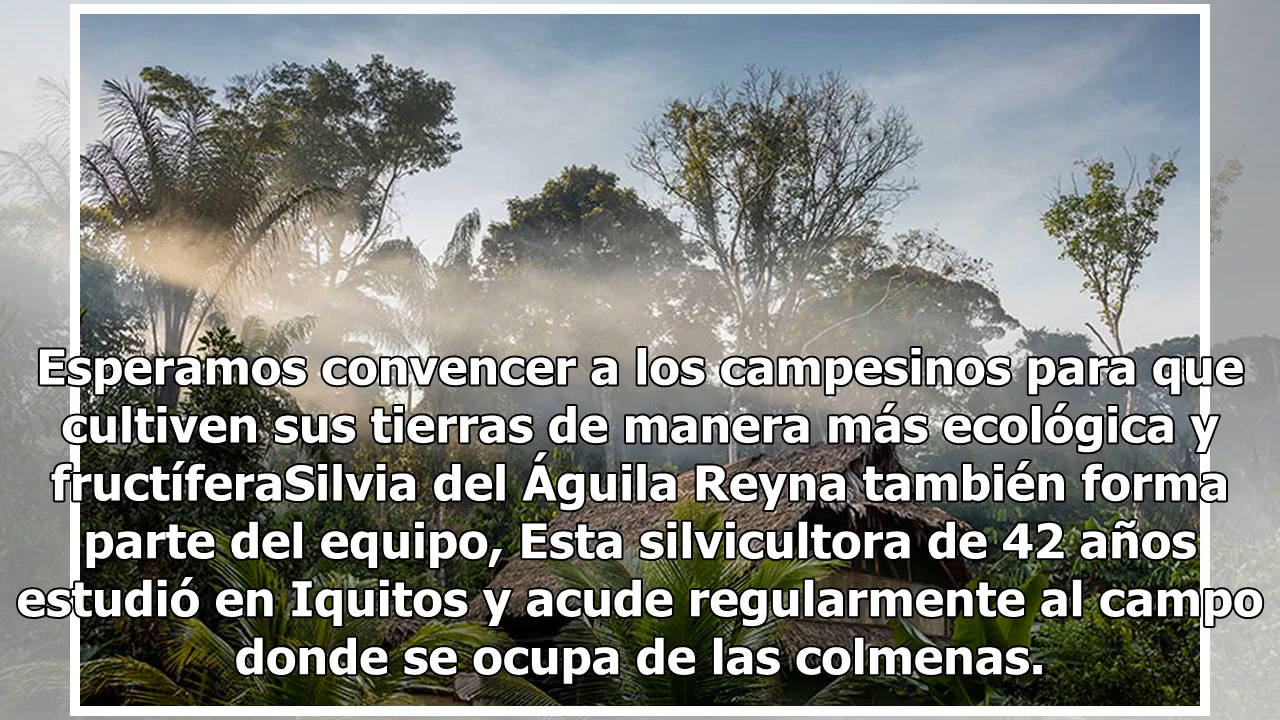 Esperamos convencer a los campesinos para que
cultiven sus tierras de manera más ecológica y
fructíferaSilvia del Águila Reyna también forma
parte del equipo, Esta silvicultora de 42 años
estudió en Iquitos y acude regularmente al campo
donde se ocupa de las colmenas.